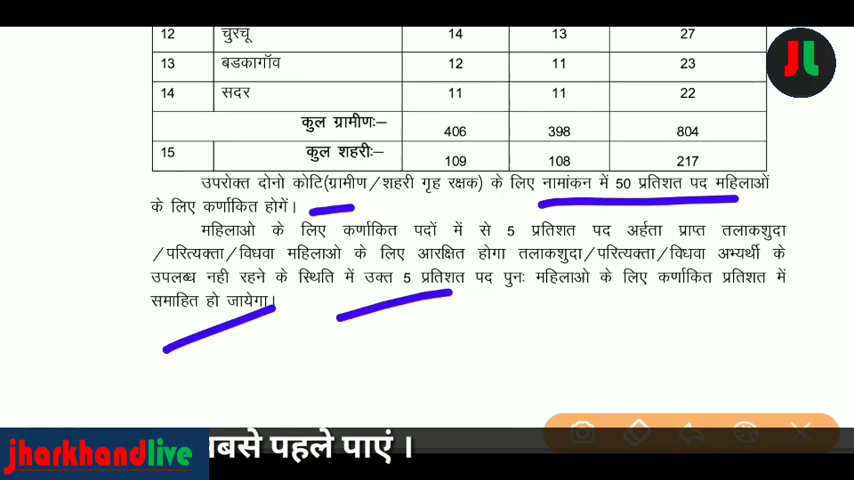 12 चुरचू 14 13 27
13 बडकागॉव 12 11 23
14 सदर 11 11 22
कुल ग्रामीणः– 406 398 804
15 कुल शहरीः– 109 108 217
उपरोक्त दोनो कोटि(ग्रामीण/शहरी गृह रक्षक) के लिए नामांकन में 50 प्रतिशत पद महिलाओं
के लिए कर्णाकित होगें।
महिलाओ के लिए कर्णाकित पदों में से 5 प्रतिशत पद अर्हता प्राप्त तलाकशुदा
/परित्यक्ता/विधवा महिलाओ के लिए आरक्षित होगा तलाकशुदा/परित्यक्ता/विधवा अभ्यर्थी के
उपलब्ध नही रहने के स्थिति में उक्त 5 प्रतिशत पद पुनः महिलाओ के लिए कर्णाकित प्रतिशत में
समाहित हो जायेगा।
JL
jharkhandlive
सबसे पहले पाएं ।